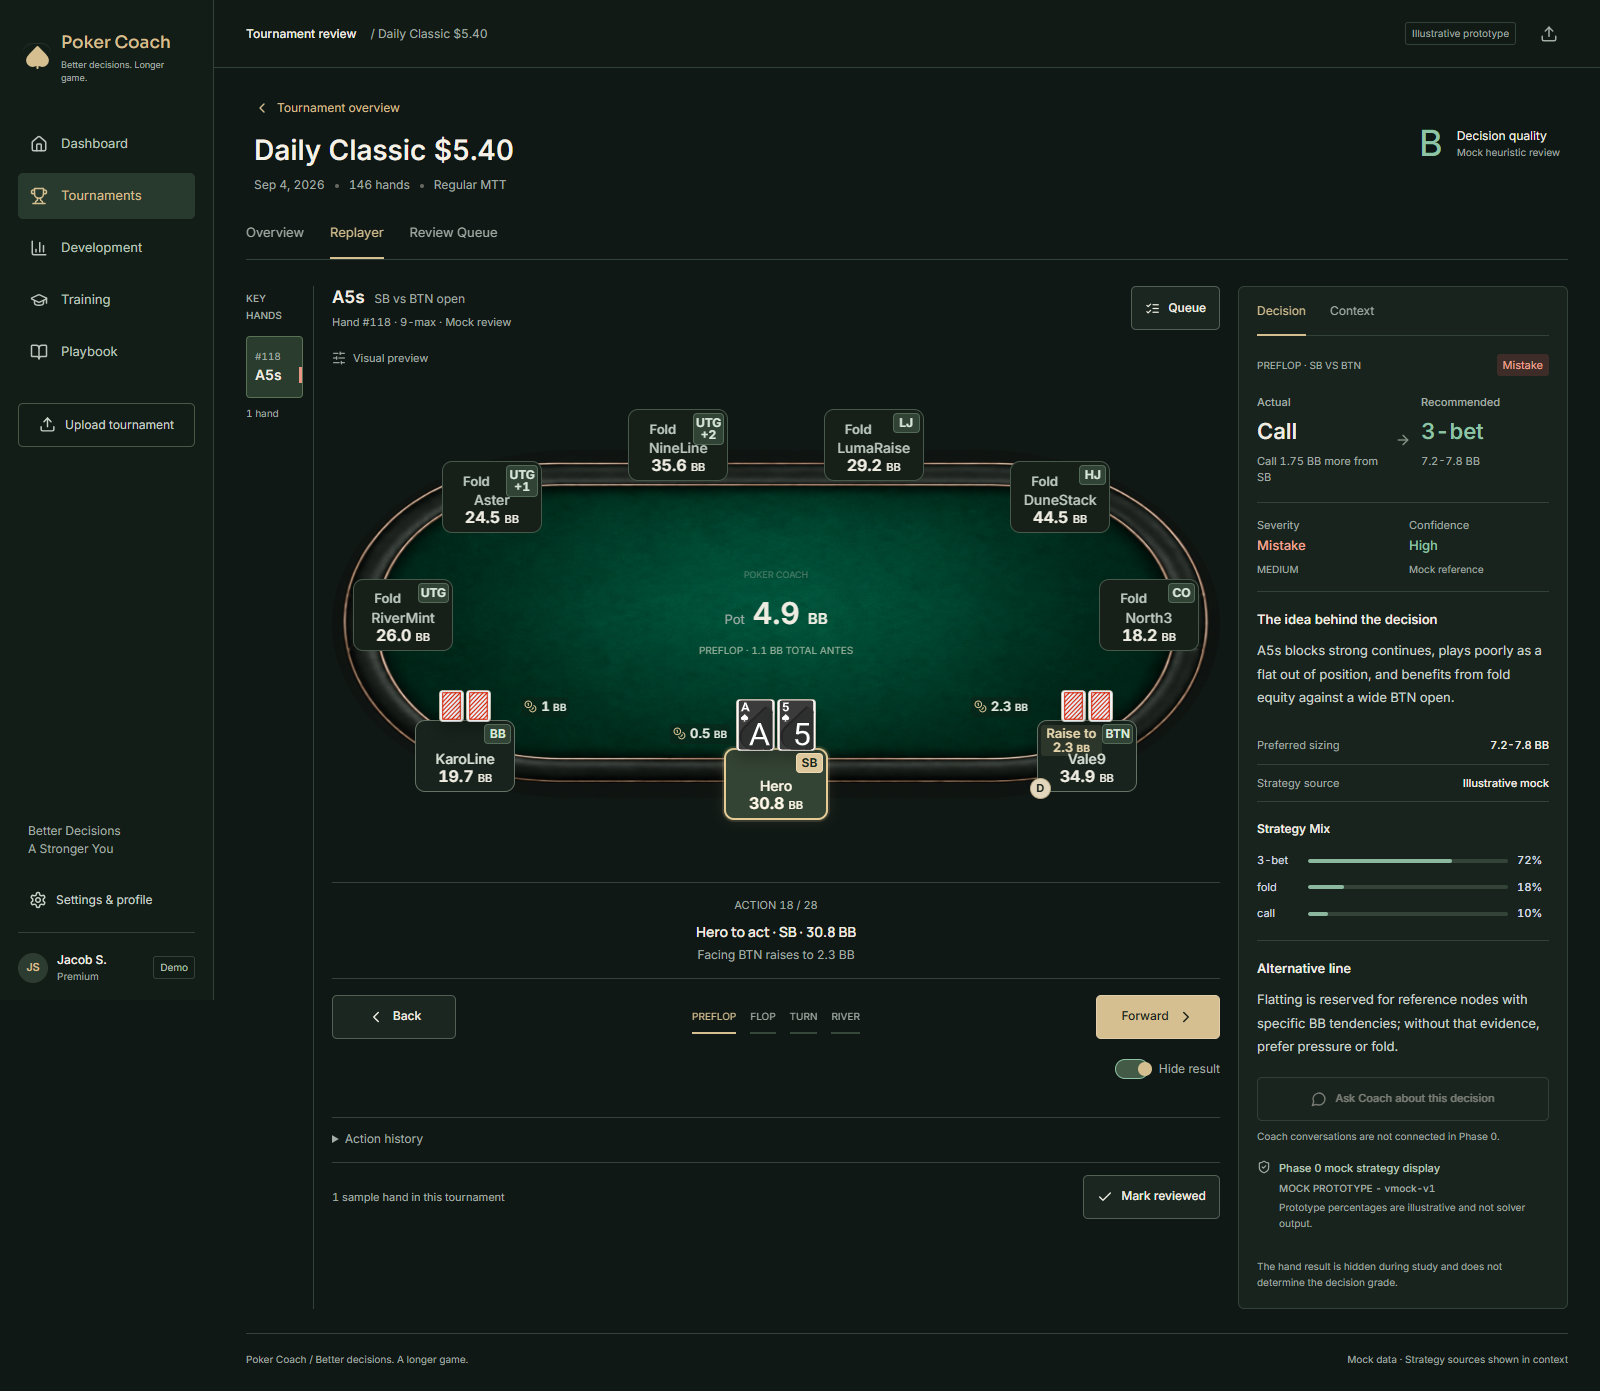 Poker Coach
Better decisions. Longer
game.
Dashboard
Tournaments
Development
Training
Playbook
Upload tournament
Better Decisions
A Stronger You
Settings & profile
JS
Jacob S.
Premium
Demo
Tournament review / Daily Classic $5.40
Illustrative prototype
Tournament overview
Daily Classic $5.40
Sep 4, 2026 • 146 hands • Regular MTT
B
Decision quality
Mock heuristic review
Overview
Replayer
Review Queue
KEY
HANDS
#118
A5s
1 hand
A5s SB vs BTN open
Hand #118 · 9-max · Mock review
Queue
Visual preview
Fold
UTG
+2
NineLine
35.6 BB
Fold
LJ
LumaRaise
29.2 BB
Fold
UTG
+1
Aster
24.5 BB
Fold
HJ
DuneStack
44.5 BB
Fold
UTG
RiverMint
26.0 BB
Fold
CO
North3
18.2 BB
POKER COACH
Pot 4.9 BB
PREFLOP · 1.1 BB TOTAL ANTES
1 BB
0.5 BB
2.3 BB
A
A
5
5
BB
KaroLine
19.7 BB
SB
Hero
30.8 BB
Raise to
2.3 BB
BTN
Vale9
34.9 BB
D
ACTION 18 / 28
Hero to act · SB · 30.8 BB
Facing BTN raises to 2.3 BB
Back
PREFLOP
FLOP
TURN
RIVER
Forward
Hide result
Action history
1 sample hand in this tournament
Mark reviewed
Decision
Context
PREFLOP · SB VS BTN
Mistake
Actual
Recommended
Call
3-bet
Call 1.75 BB more from
SB
7.2-7.8 BB
Severity
Confidence
Mistake
High
MEDIUM
Mock reference
The idea behind the decision
A5s blocks strong continues, plays poorly as a
flat out of position, and benefits from fold
equity against a wide BTN open.
Preferred sizing
7.2-7.8 BB
Strategy source
Illustrative mock
Strategy Mix
3-bet 72%
fold 18%
call 10%
Alternative line
Flatting is reserved for reference nodes with
specific BB tendencies; without that evidence,
prefer pressure or fold.
Ask Coach about this decision
Coach conversations are not connected in Phase 0.
Phase 0 mock strategy display
MOCK PROTOTYPE - vmock-v1
Prototype percentages are illustrative and not solver
output.
The hand result is hidden during study and does not
determine the decision grade.
Poker Coach / Better decisions. A longer game.
Mock data · Strategy sources shown in context